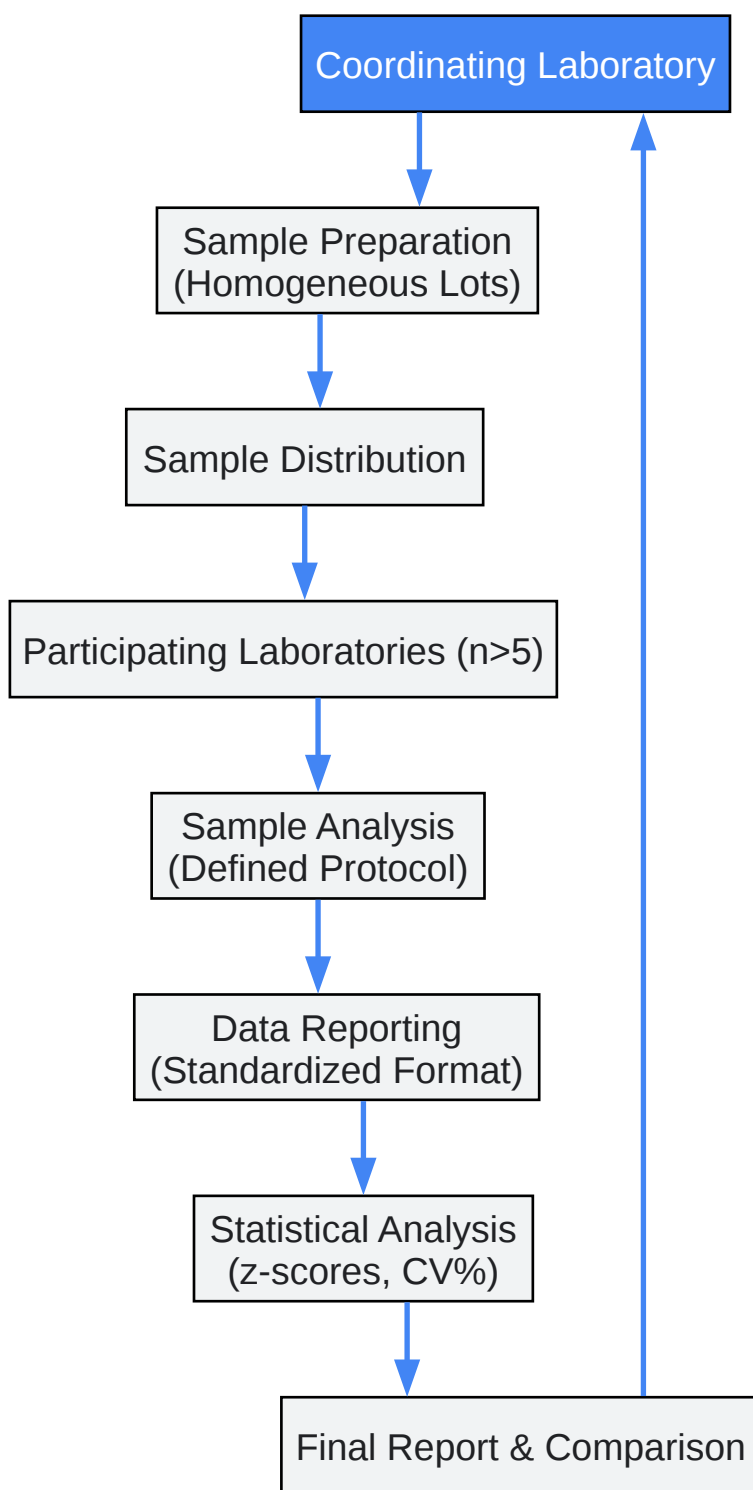 Coordinating Laboratory
Sample Preparation
(Homogeneous Lots)
Sample Distribution
Participating Laboratories (n>5)
Sample Analysis
(Defined Protocol)
Data Reporting
(Standardized Format)
Statistical Analysis
(z-scores, CV%)
Final Report & Comparison